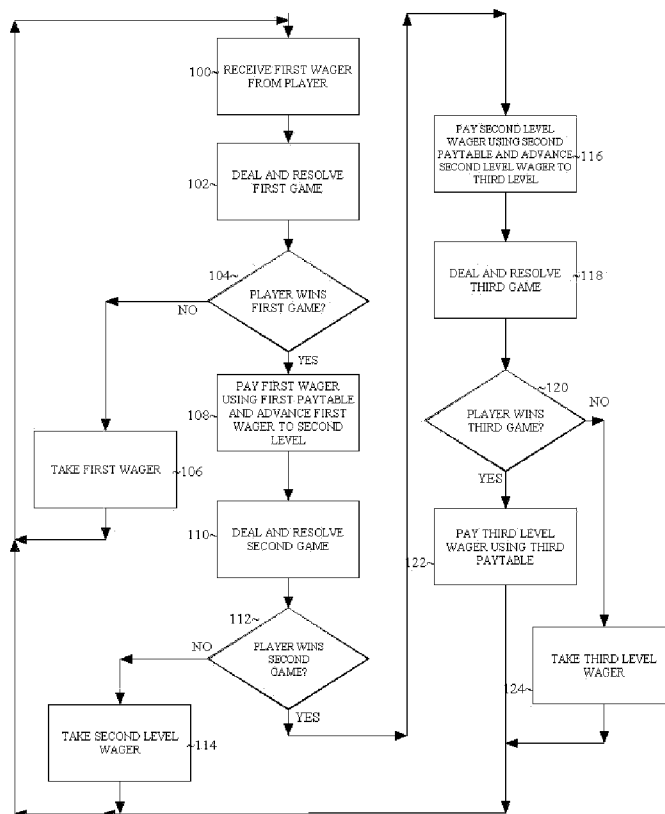 100~ RECEIVE FIRST WAGER
FROM PLAYER
102~ DEAL AND RESOLVE
FIRST GAME
104~
PLAYER WINS
FIRST GAME?
NO
YES
108~ PAY FIRST WAGER
USING FIRST PAYTABLE
AND ADVANCE FIRST
WAGER TO SECOND
LEVEL
TAKE FIRST WAGER ~106
110~ DEAL AND RESOLVE
SECOND GAME
112~
PLAYER WINS
SECOND
GAME?
NO
YES
TAKE SECOND LEVEL
WAGER
~114
PAY SECOND LEVEL
WAGER USING SECOND
PAYTABLE AND ADVANCE
SECOND LEVEL WAGER TO
THIRD LEVEL
~116
DEAL AND RESOLVE
THIRD GAME
~118
~120
PLAYER WINS
THIRD GAME?
NO
YES
PAY THIRD LEVEL
WAGER USING THIRD
PAYTABLE
122~
TAKE THIRD LEVEL
WAGER
124~